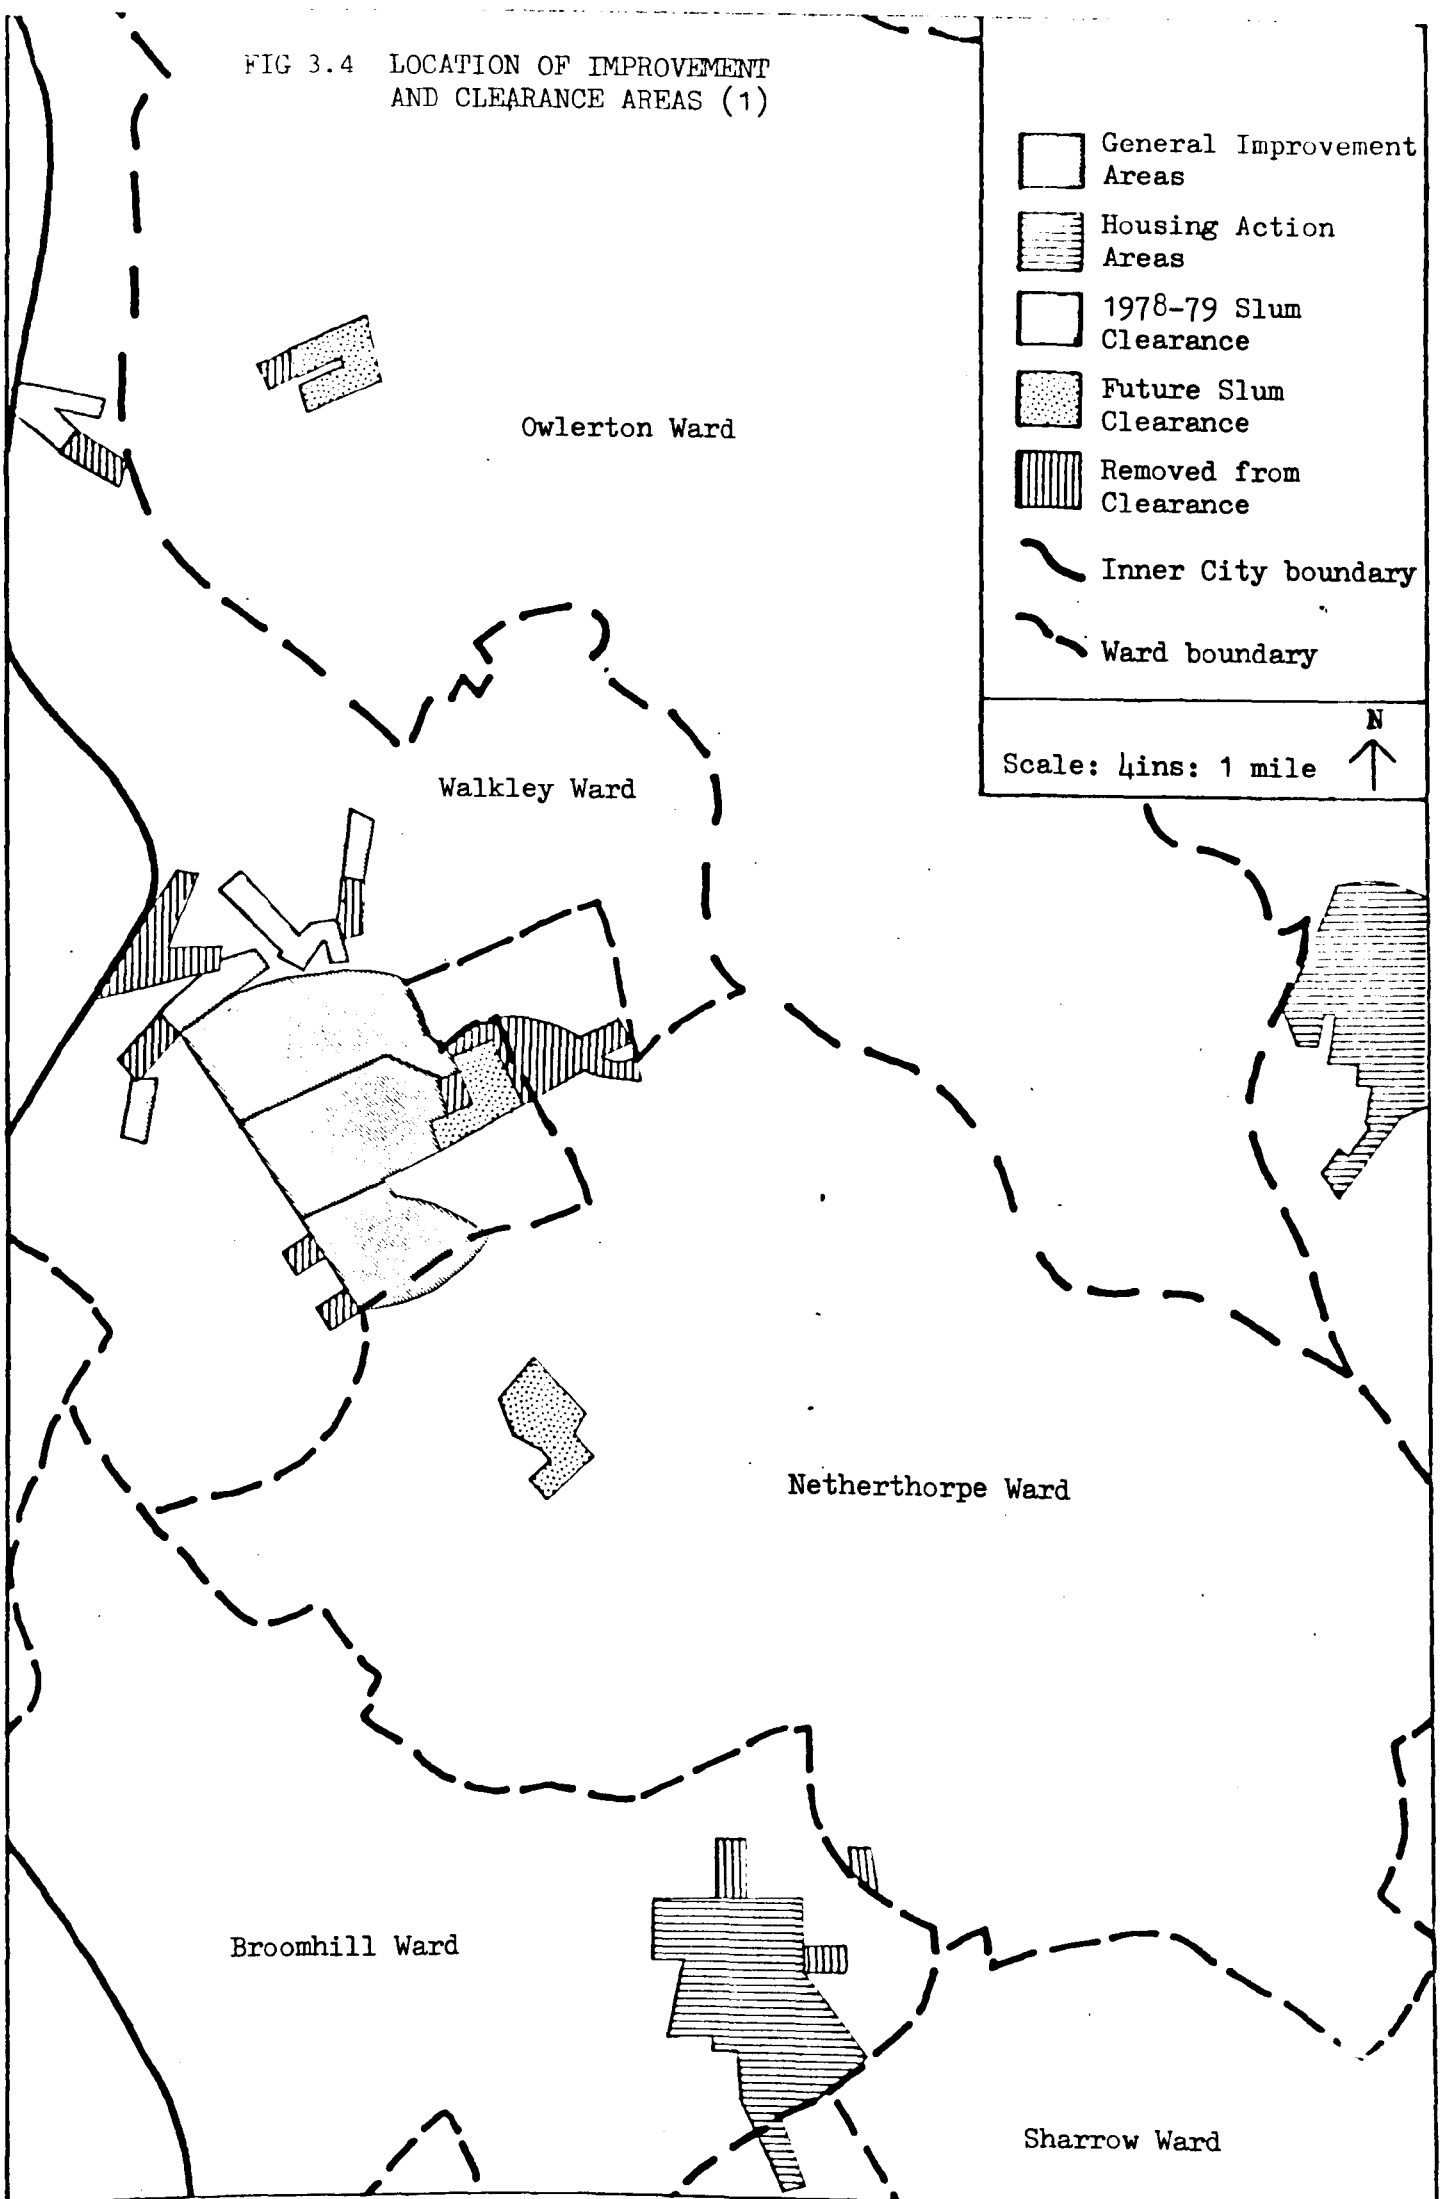 FIG 3.4 LOCATION OF IMPROVEMENT
AND CLEARANCE AREAS (1)
General Improvement
Areas
Housing Action
Areas
1978-79 Slum
Clearance
Future Slum
Clearance
Removed from
Clearance
Inner City boundary
Ward boundary
N
Scale: 4ins: 1 mile
Owlerton Ward
Walkley Ward
Netherthorpe Ward
Broomhill Ward
Sharrow Ward